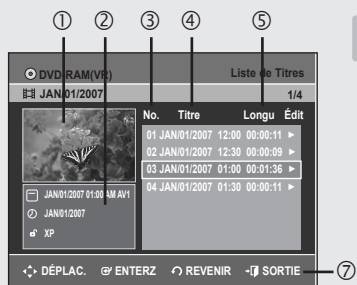 ① ② ③ ④ ⑤
DVD-RAM(VR) Liste de Titres
JAN/01/2007 1/4
No. Titre Longu Édit
01 JAN/01/2007 12:00 00:00:11 ►
02 JAN/01/2007 12:30 00:00:09 ►
03 JAN/01/2007 01:00 00:01:36 ►
04 JAN/01/2007 01:30 00:00:11 ►
JAN/01/2007 01:00 AM AV1
JAN/01/2007
XP
DÉPLAC. ENTERZ REVENIR SORTIE ⑦